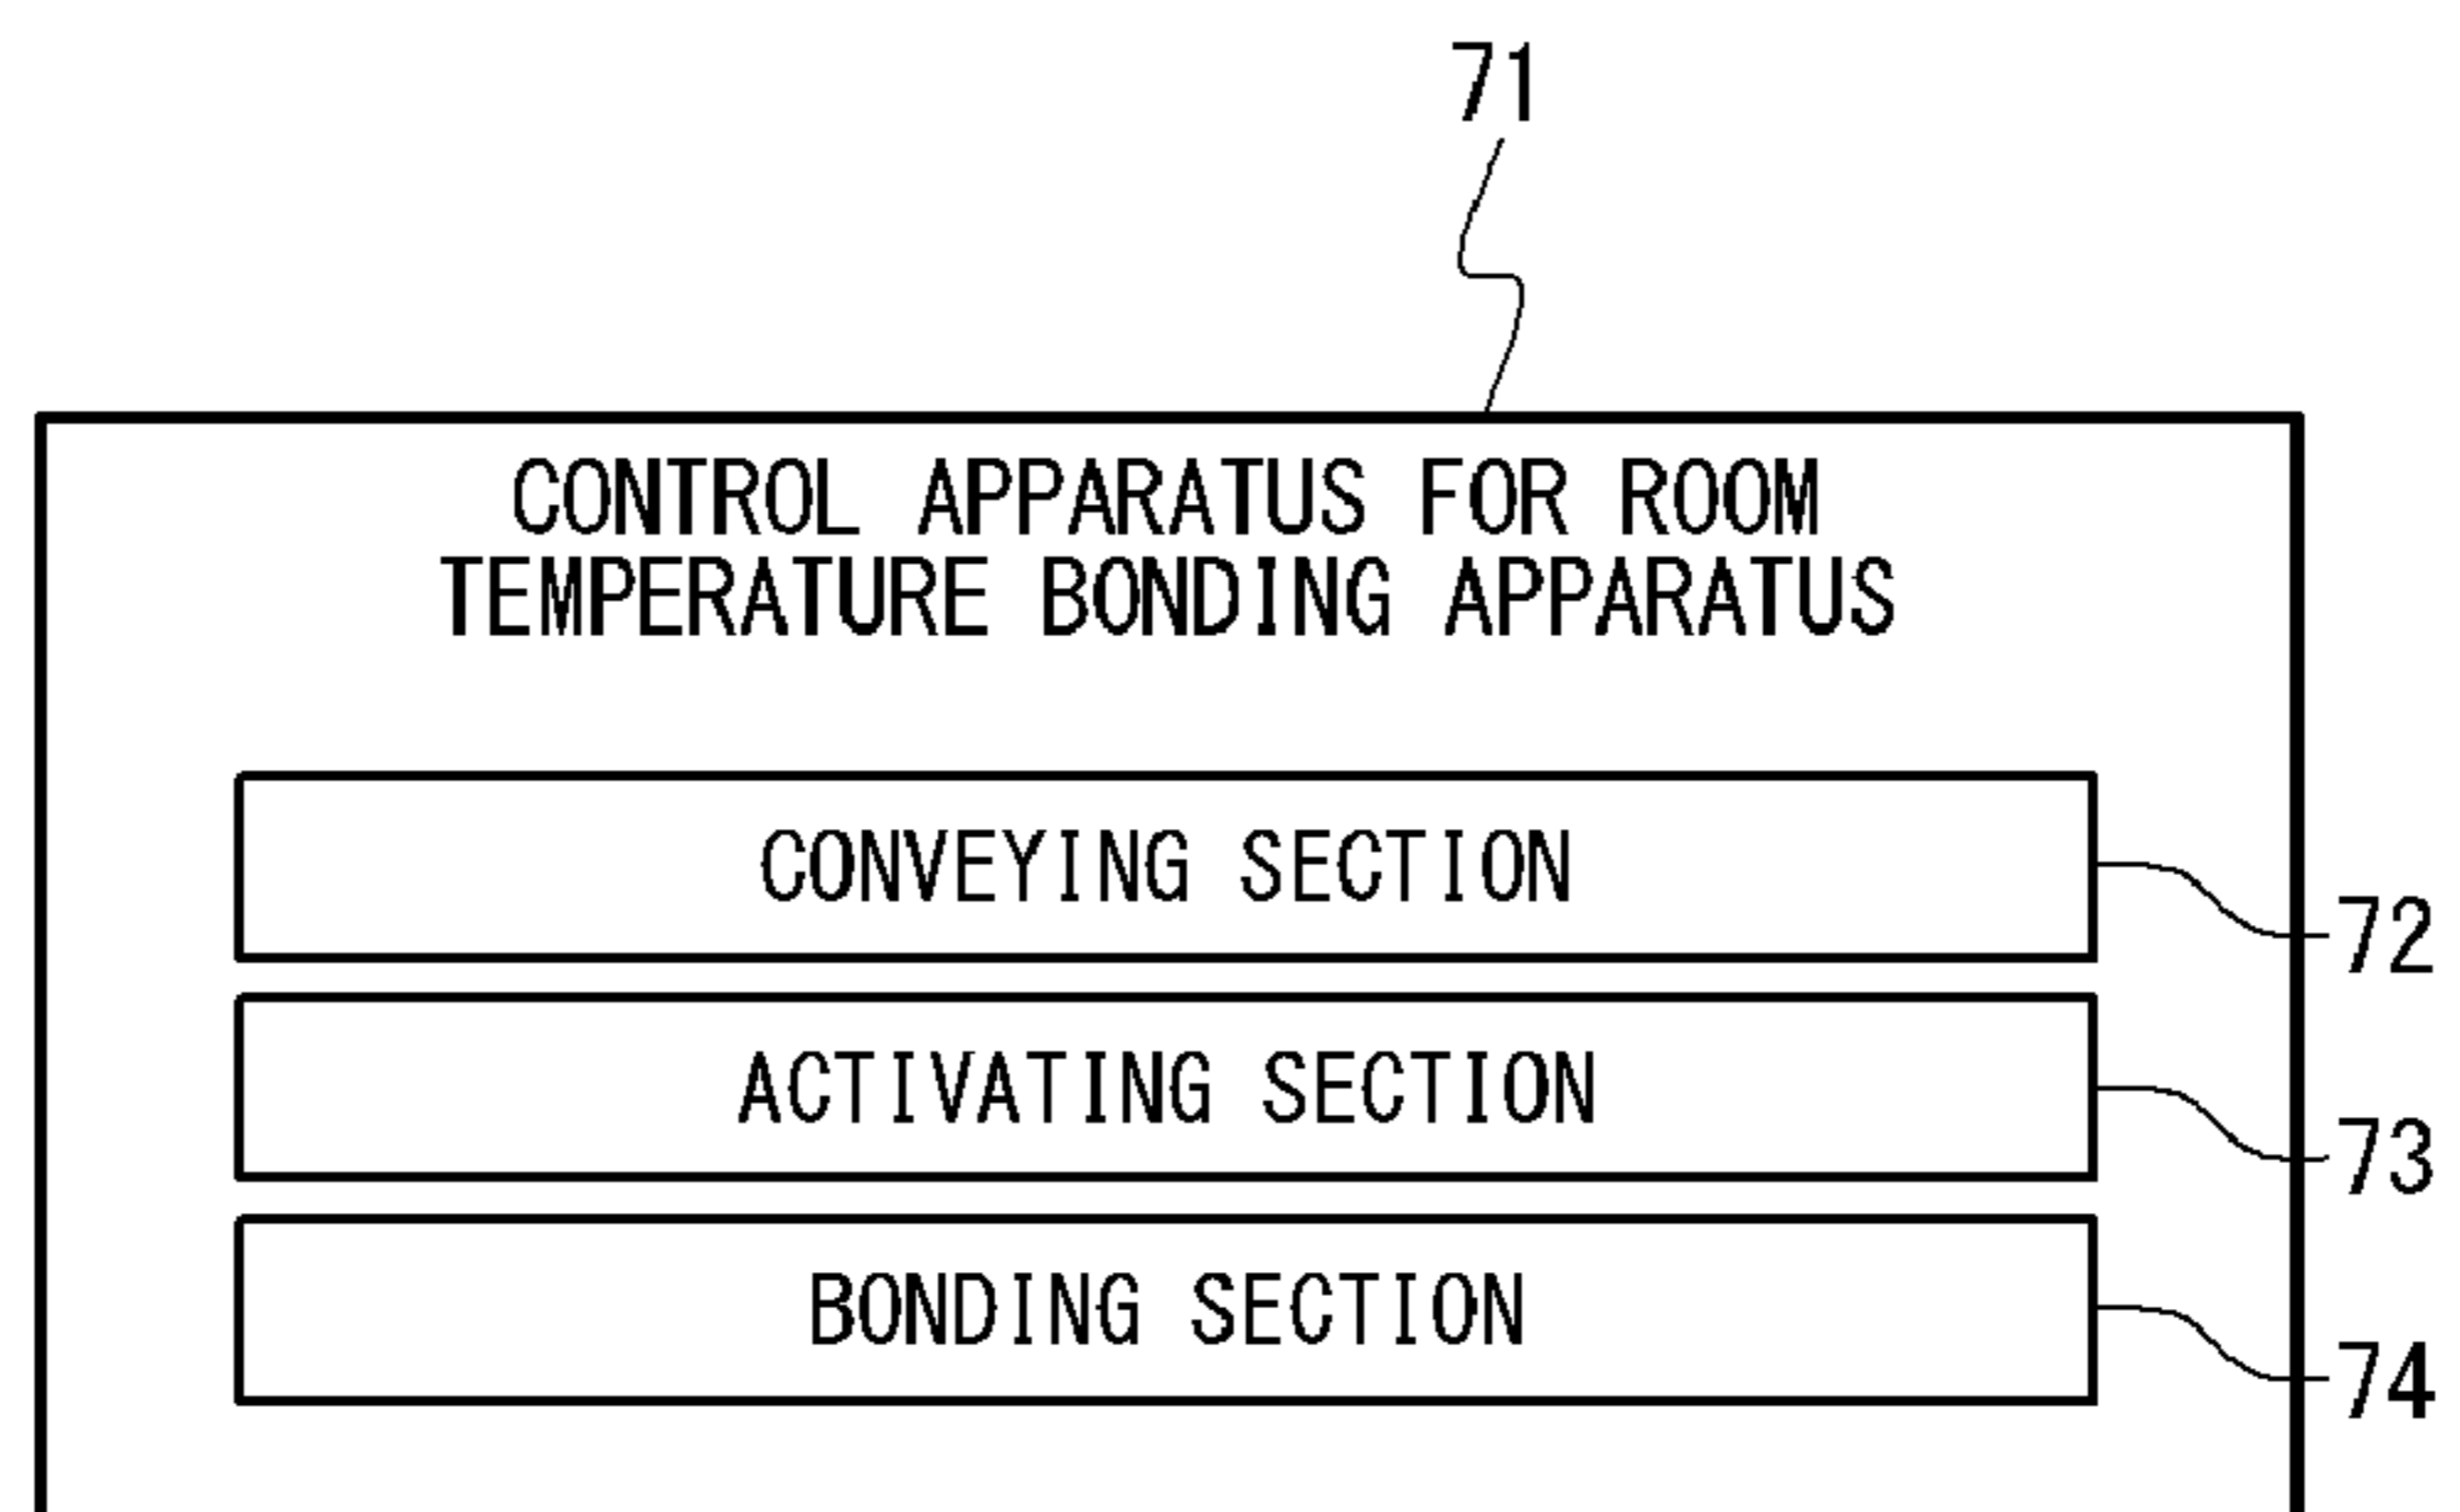 71
CONTROL APPARATUS FOR ROOM
TEMPERATURE BONDING APPARATUS
CONVEYING SECTION
72
ACTIVATING SECTION
73
BONDING SECTION
74